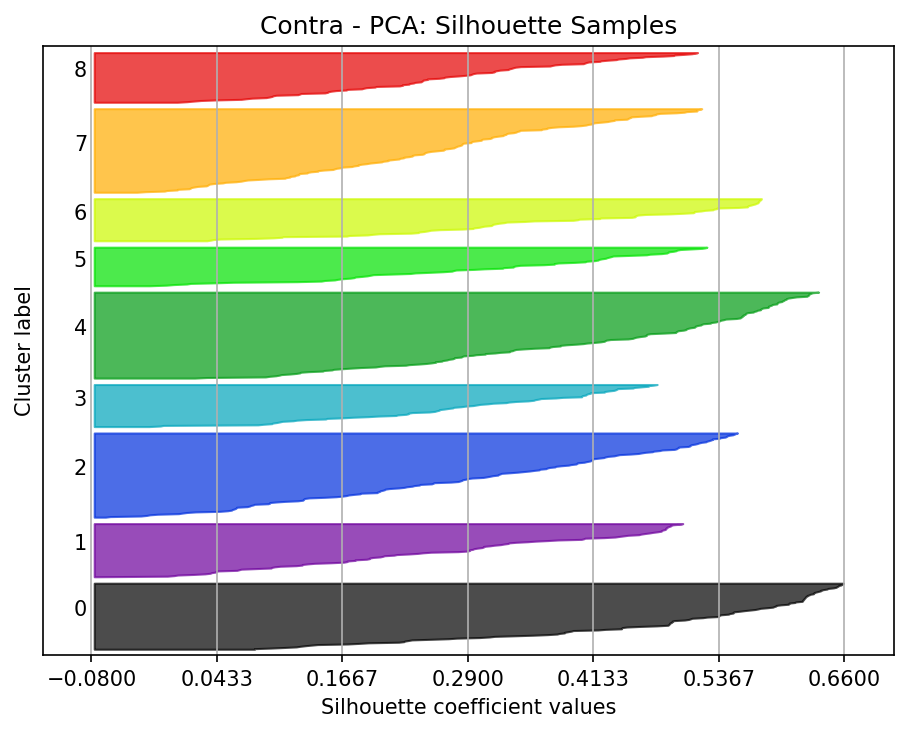 Contra - PCA: Silhouette Samples
8
7
6
5
4
3
2
1
0
Cluster label
−0.0800 0.0433 0.1667 0.2900 0.4133 0.5367 0.6600
Silhouette coefficient values